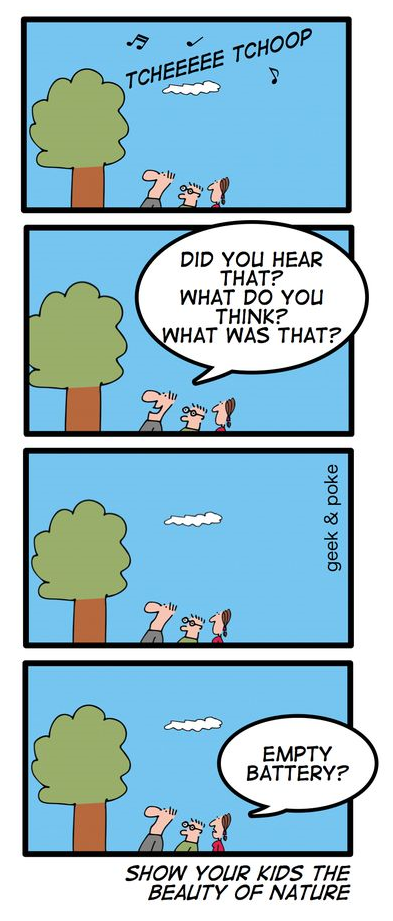 TCHEEEEE TCHOOP
DID YOU HEAR
THAT?
WHAT DO YOU
THINK?
WHAT WAS THAT?
geek & poke
EMPTY
BATTERY?
SHOW YOUR KIDS THE
BEAUTY OF NATURE